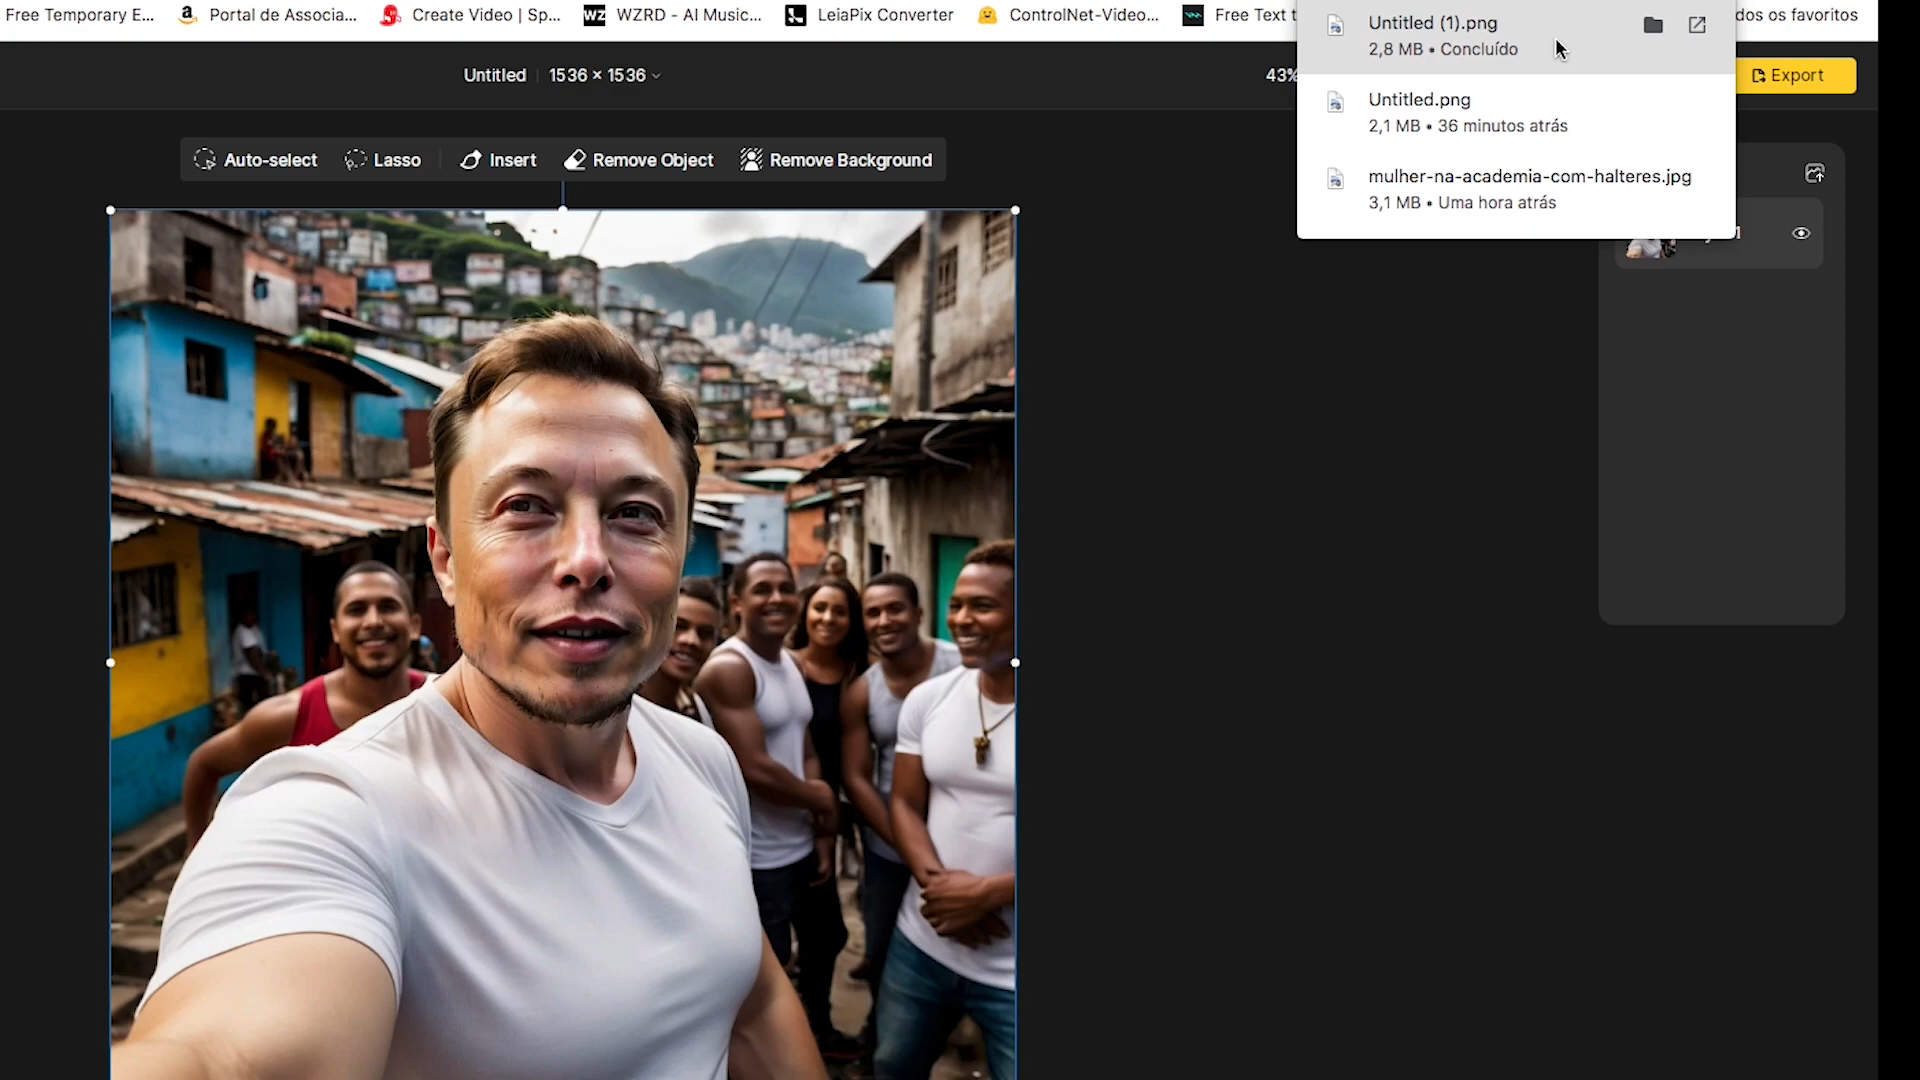 Free Temporary E...
Portal de Associa...
Create Video | Sp...
WZ WZRD - AI Music...
LeiaPix Converter
ControlNet-Video...
Free Text t
dos os favoritos
Untitled (1).png
2,8 MB • Concluído
Untitled
1536 × 1536
43%
Export
Untitled.png
2,1 MB • 36 minutos atrás
Auto-select
Lasso
Insert
Remove Object
Remove Background
mulher-na-academia-com-halteres.jpg
3,1 MB • Uma hora atrás